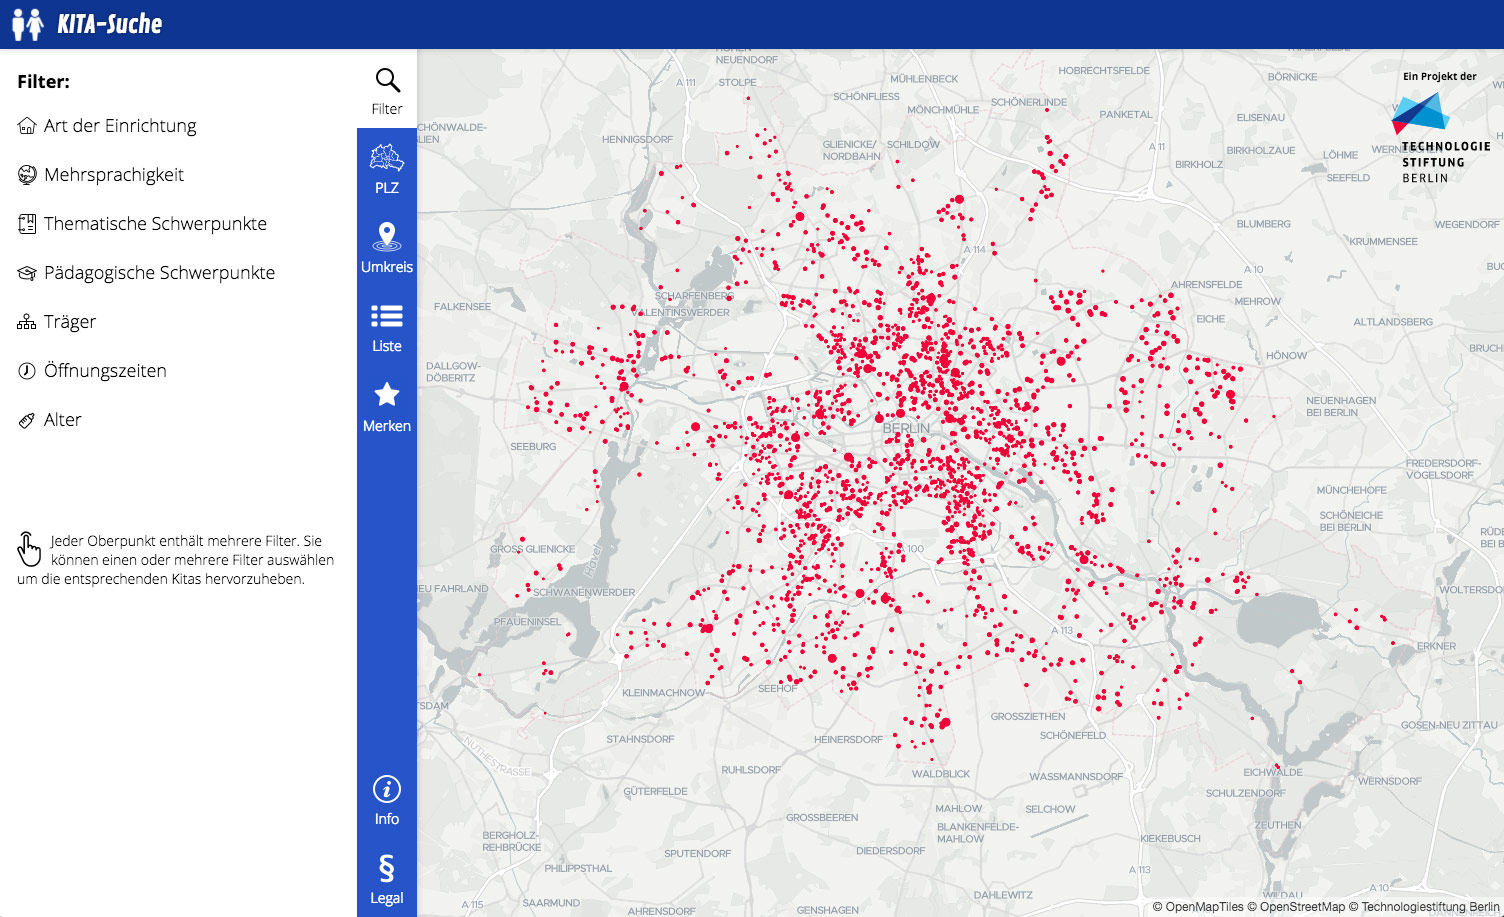 KITA-Suche
Filter:
Art der Einrichtung
Mehrsprachigkeit
Thematische Schwerpunkte
Pädagogische Schwerpunkte
Träger
Öffnungszeiten
Alter
Jeder Oberpunkt enthält mehrere Filter. Sie
können einen oder mehrere Filter auswählen
um die entsprechenden Kitas hervorzuheben.
Filter
PLZ
Umkreis
Liste
Merken
Info
§
Legal
Ein Projekt der
TECHNOLOGIE
STIFTUNG
BERLIN
NEUENDORF
A 111
STOLPE
MÜHLENBECK
HOBRECHTSFELDE
BÖRNICKE
SCHÖNFLIESS
MÖNCHMÜHLE
SCHÖNERLINDE
PANKETAL
ELISENAU
HENNIGSDORF
GLIENICKE/
NORDBAHN
SCHILDOW
A 11
BIRKHOLZ
BIRKHOLZAUE
LÖHME
SEEFELD
BLUMBERG
WEGENDORF
KRUMMENSEE
A 114
A 10
AHRENSFELDE
MEHROW
FALKENSEE
SCHARFENBERG
VALENTINSWERDER
EICHE
ALTLANDSBERG
HÖNOW
DALLGOW-
DÖBERITZ
NEUENHAGEN
BEI BERLIN
BERLIN
SEEBURG
FREDERSDORF-
VOGELSDORF
MÜNCHEHOFE
SCHÖNEICHE
BEI BERLIN
GROSS GLIENICKE
Havel
A 100
SCHWANENWERDER
PFAUENINSEL
A 113
ERKNER
KLEINMACHNOW
SEEHOF
GROSSZIETHEN
SCHÖNEFELD
GOSEN-NEU ZITTAU
STAHNSDORF
HEINERSDORF
NUTHESTRASSE
RUHLSDORF
WALDBLICK
WASSMANNSDORF
EICHWALDE
WERNSDORF
GÜTERFELDE
SCHULZENDORF
MAHLOW
SELCHOW
GROSSBEEREN
BLANKENFELDE-
MAHLOW
ZEUTHEN
BERGHOLZ-
REHBRÜCKE
KIEKEBUSCH
SPUTENDORF
DIEDERSDORF
PHILIPPSTHAL
A 113
DAHLEWITZ
A 10
A 115
SAARMUND
AHRENSDORF
GENSHAGEN
© OpenMapTiles © OpenStreetMap © Technologiestiftung Berlin